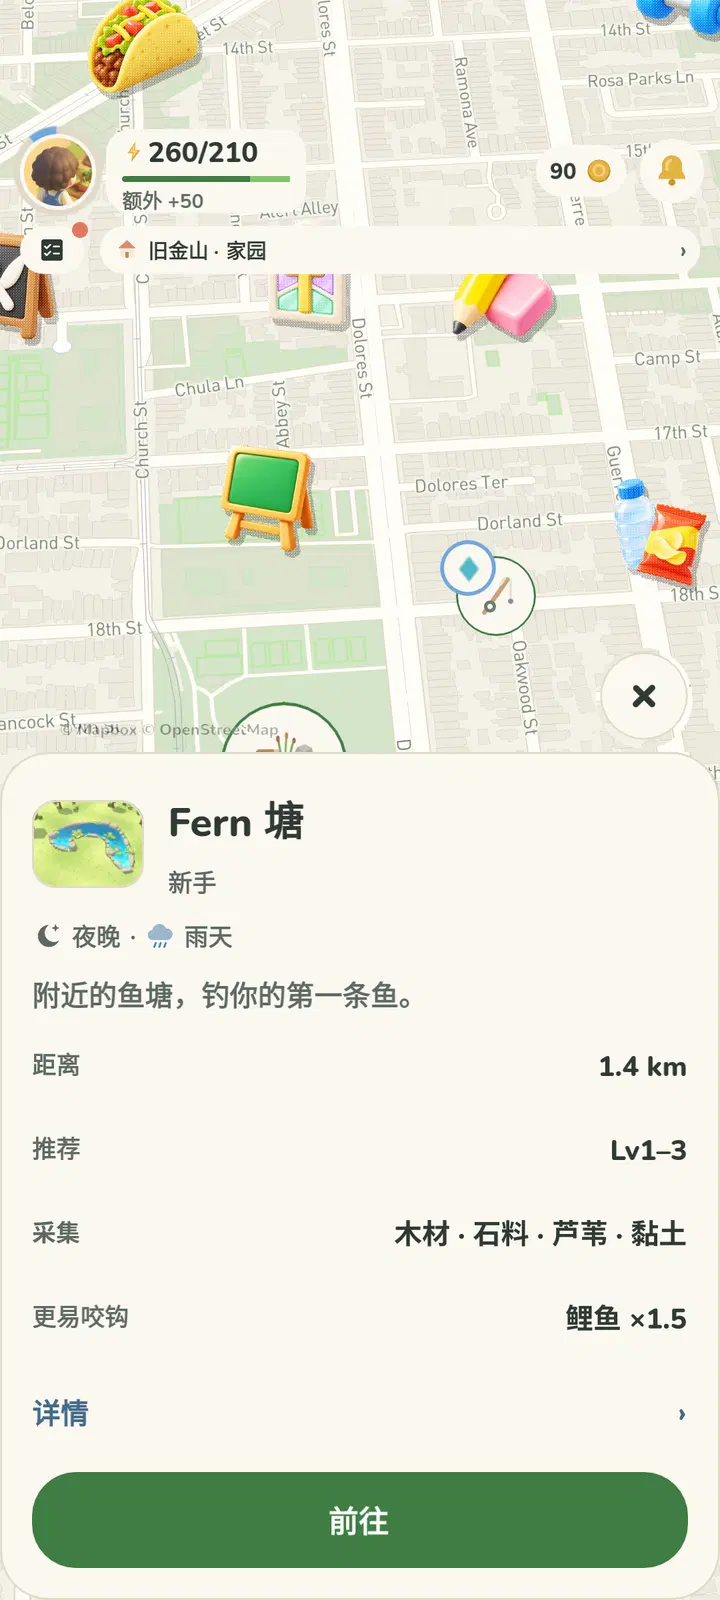 14th St
14th St
Rosa Parks Ln
Ramona Ave
260/210
额外 +50
90
旧金山 · 家园
›
Dolores St
Camp St
Chula Ln
Abbey St
Church St
17th St
Dolores Ter
Dorland St
Dorland St
18th St
18th S
Oakwood St
ancock St
© Mapbox © OpenStreetMap
Fern 塘
新手
夜晚 · 雨天
附近的鱼塘，钓你的第一条鱼。
距离
1.4 km
推荐
Lv1–3
采集
木材 · 石料 · 芦苇 · 黏土
更易咬钩
鲤鱼 ×1.5
详情
›
前往